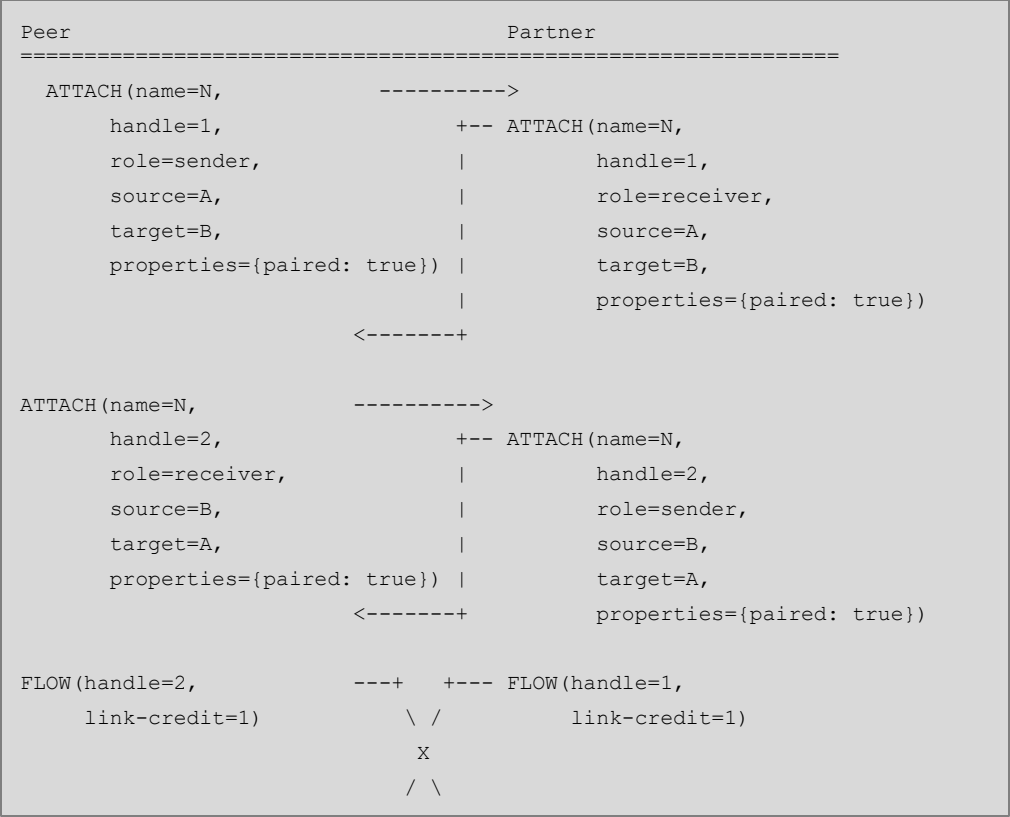 Peer                                  Partner
================================================================
  ATTACH(name=N,            ---------->
       handle=1,                  +-- ATTACH(name=N,
       role=sender,               |          handle=1,
       source=A,                  |          role=receiver,
       target=B,                  |          source=A,
       properties={paired: true}) |          target=B,
                                  |          properties={paired: true})
                          <-------+
ATTACH(name=N,            ---------->
       handle=2,                  +-- ATTACH(name=N,
       role=receiver,             |          handle=2,
       source=B,                  |          role=sender,
       target=A,                  |          source=B,
       properties={paired: true}) |          target=A,
                          <-------+          properties={paired: true})
FLOW(handle=2,            ---+   +--- FLOW(handle=1,
     link-credit=1)           \ /          link-credit=1)
                               X
                              / \